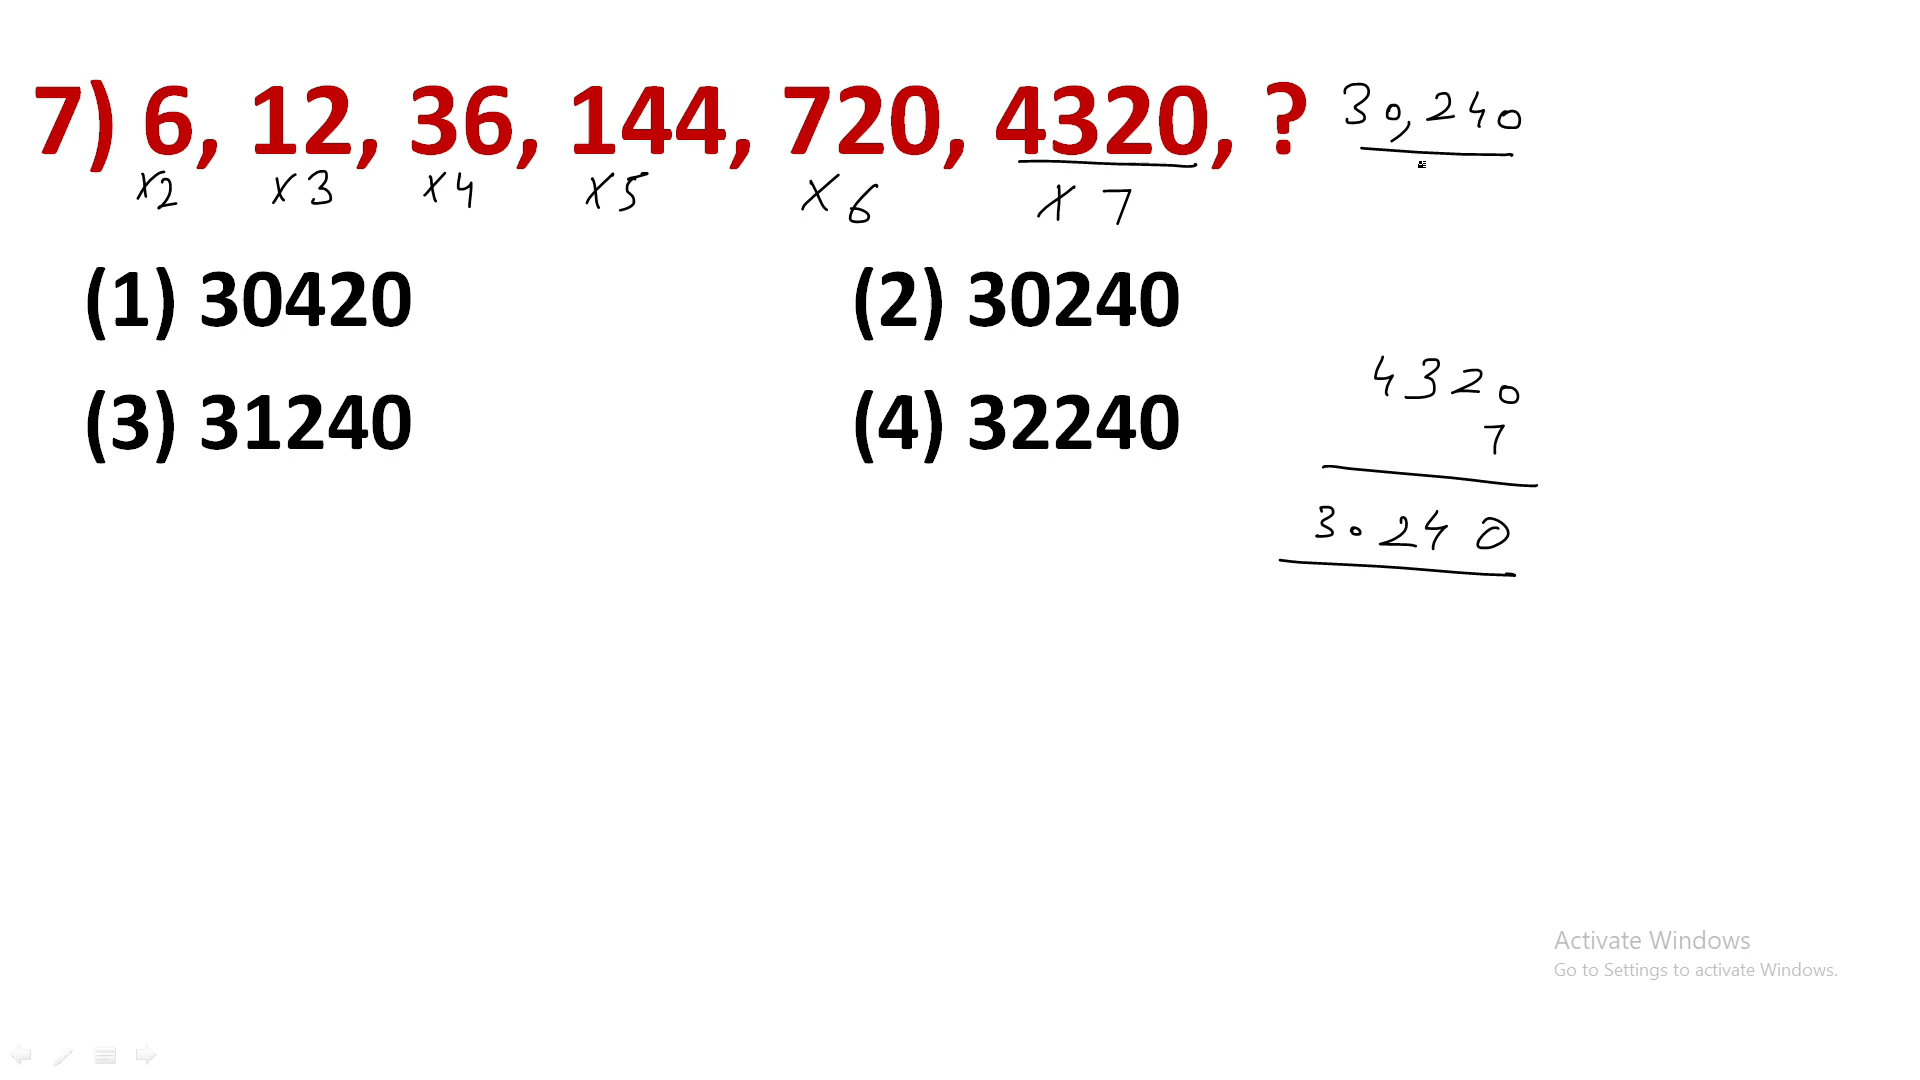 7) 6, 12, 36, 144, 720, 4320, ? 30,240
x2 x3 x4 x5 x6 x7
(1) 30420 (2) 30240
4320
(3) 31240 (4) 32240
7
30240
Activate Windows
Go to Settings to activate Windows.